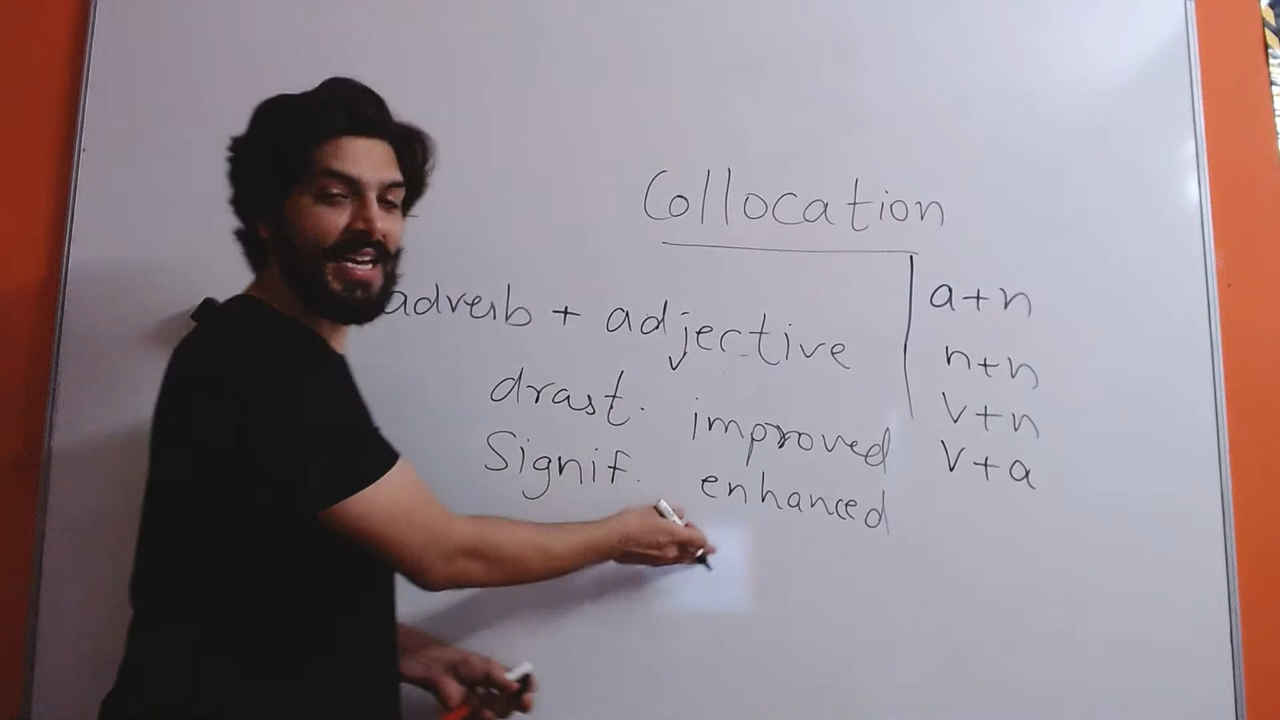 Collocation
adverb + adjective
drast. improved
Signif. enhanced
a+n
n+n
v+n
v+a